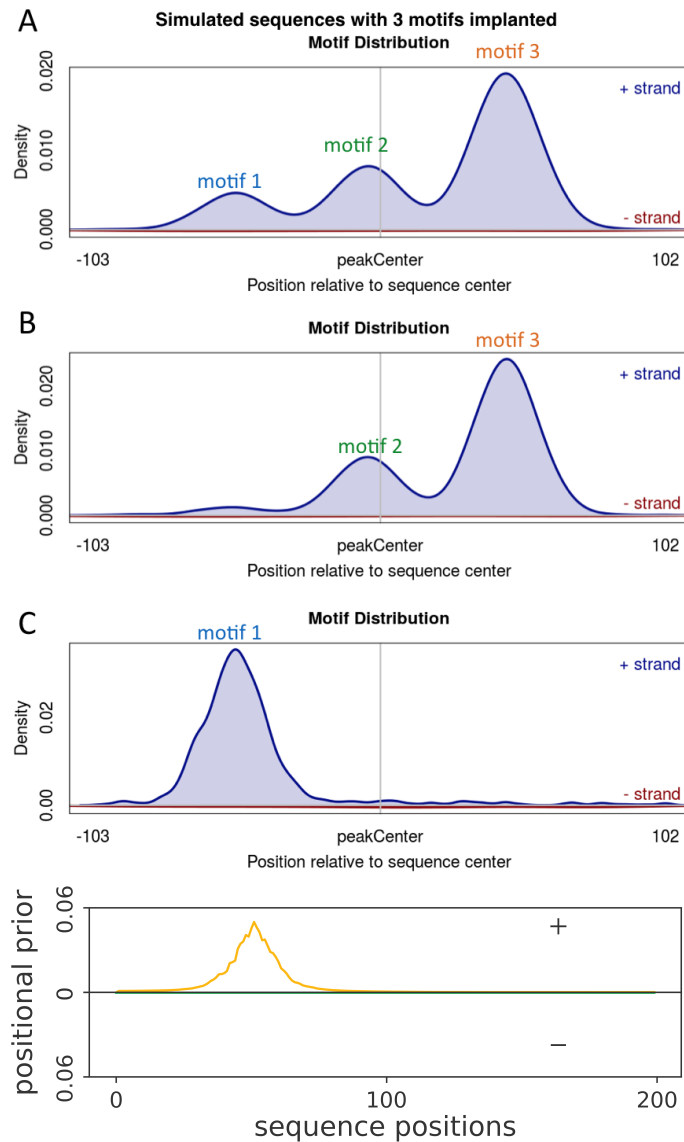 A
Simulated sequences with 3 motifs implanted
Motif Distribution
motif 3
0.020
+ strand
Density
0.010
motif 2
motif 1
0.000
- strand
-103
peakCenter
102
Position relative to sequence center
B
Motif Distribution
motif 3
0.020
+ strand
Density
0.010
motif 2
0.000
- strand
-103
peakCenter
102
Position relative to sequence center
C
Motif Distribution
motif 1
+ strand
Density
0.02
0.00
- strand
-103
peakCenter
102
Position relative to sequence center
positional prior
0.06
+
0
−
0.06
0
100
200
sequence positions